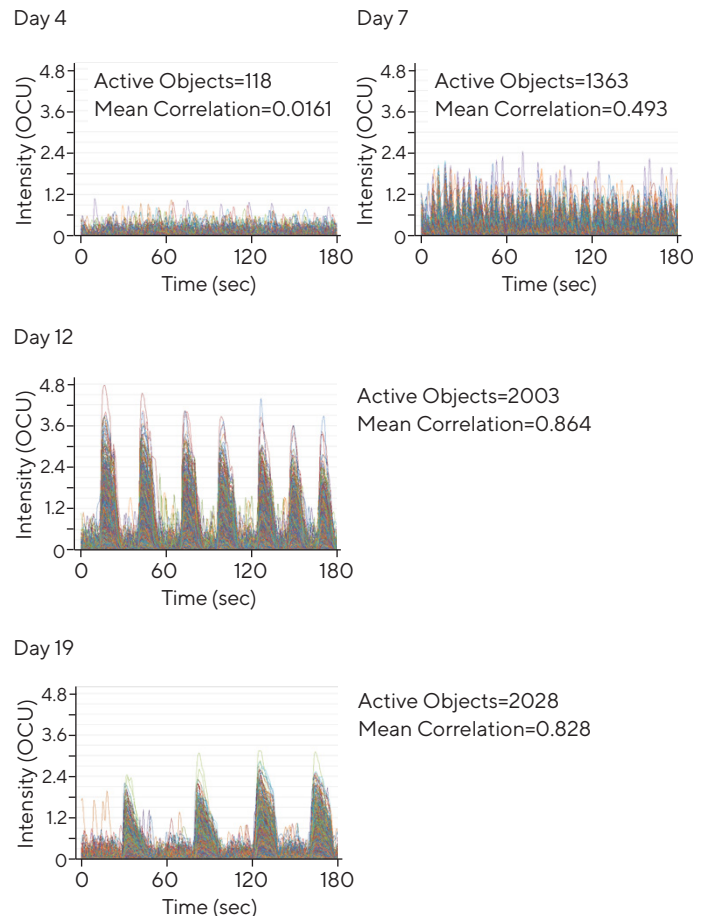 Day 4
Active Objects=118
Mean Correlation=0.0161
Intensity (OCU)
4.8
3.6
2.4
1.2
0
0 60 120 180
Time (sec)
Day 7
Active Objects=1363
Mean Correlation=0.493
Intensity (OCU)
4.8
3.6
2.4
1.2
0
0 60 120 180
Time (sec)
Day 12
Intensity (OCU)
4.8
3.6
2.4
1.2
0
0 60 120 180
Time (sec)
Active Objects=2003
Mean Correlation=0.864
Day 19
Intensity (OCU)
4.8
3.6
2.4
1.2
0
0 60 120 180
Time (sec)
Active Objects=2028
Mean Correlation=0.828